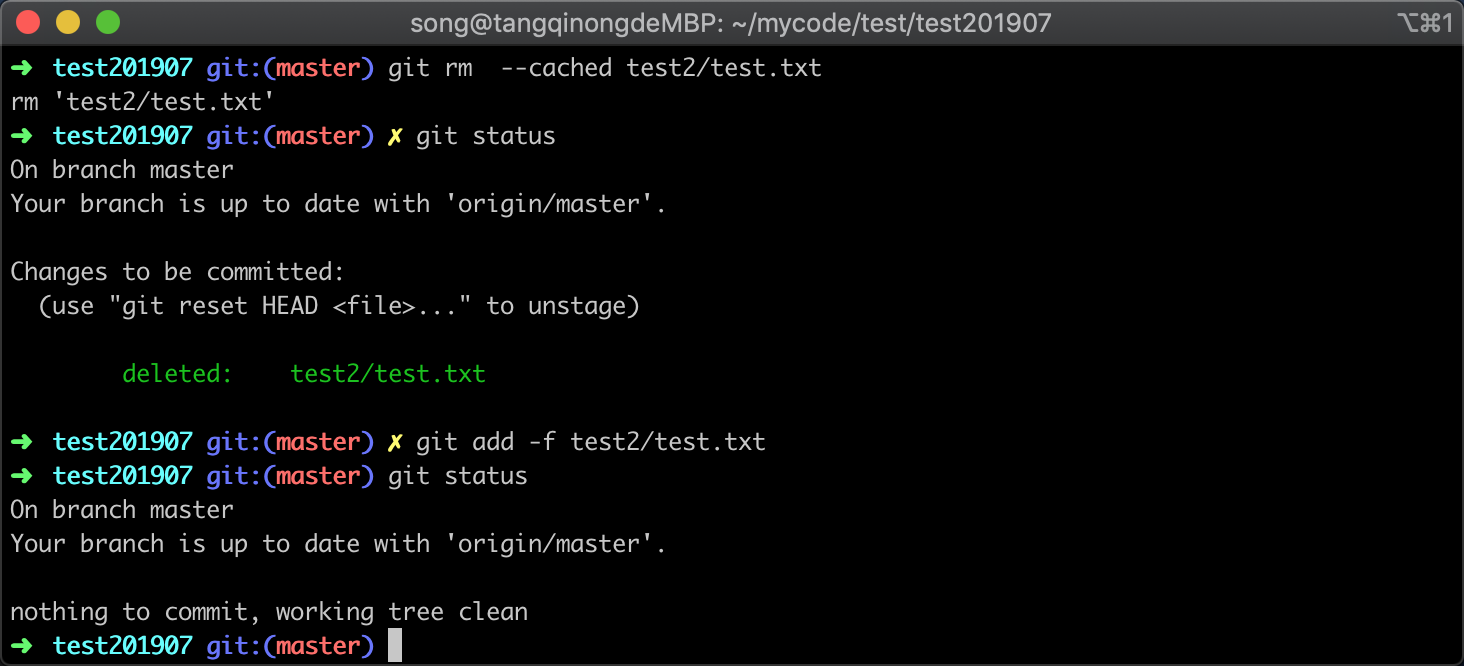 song@tangqinongdeMBP: ~/mycode/test/test201907 ⌥⌘1
➜ test201907 git:(master) git rm  --cached test2/test.txt
rm 'test2/test.txt'
➜ test201907 git:(master) ✗ git status
On branch master
Your branch is up to date with 'origin/master'.
Changes to be committed:
  (use "git reset HEAD <file>..." to unstage)
        deleted:    test2/test.txt
➜ test201907 git:(master) ✗ git add -f test2/test.txt
➜ test201907 git:(master) git status
On branch master
Your branch is up to date with 'origin/master'.
nothing to commit, working tree clean
➜ test201907 git:(master)